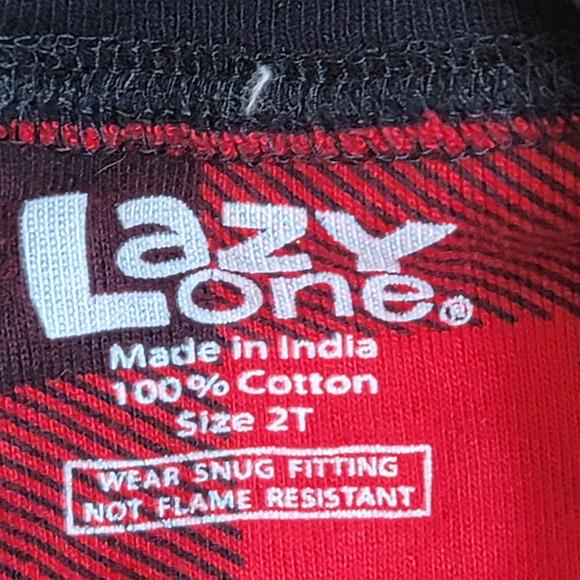 Lazy
One®
Made in India
100% Cotton
Size 2T
WEAR SNUG FITTING
NOT FLAME RESISTANT